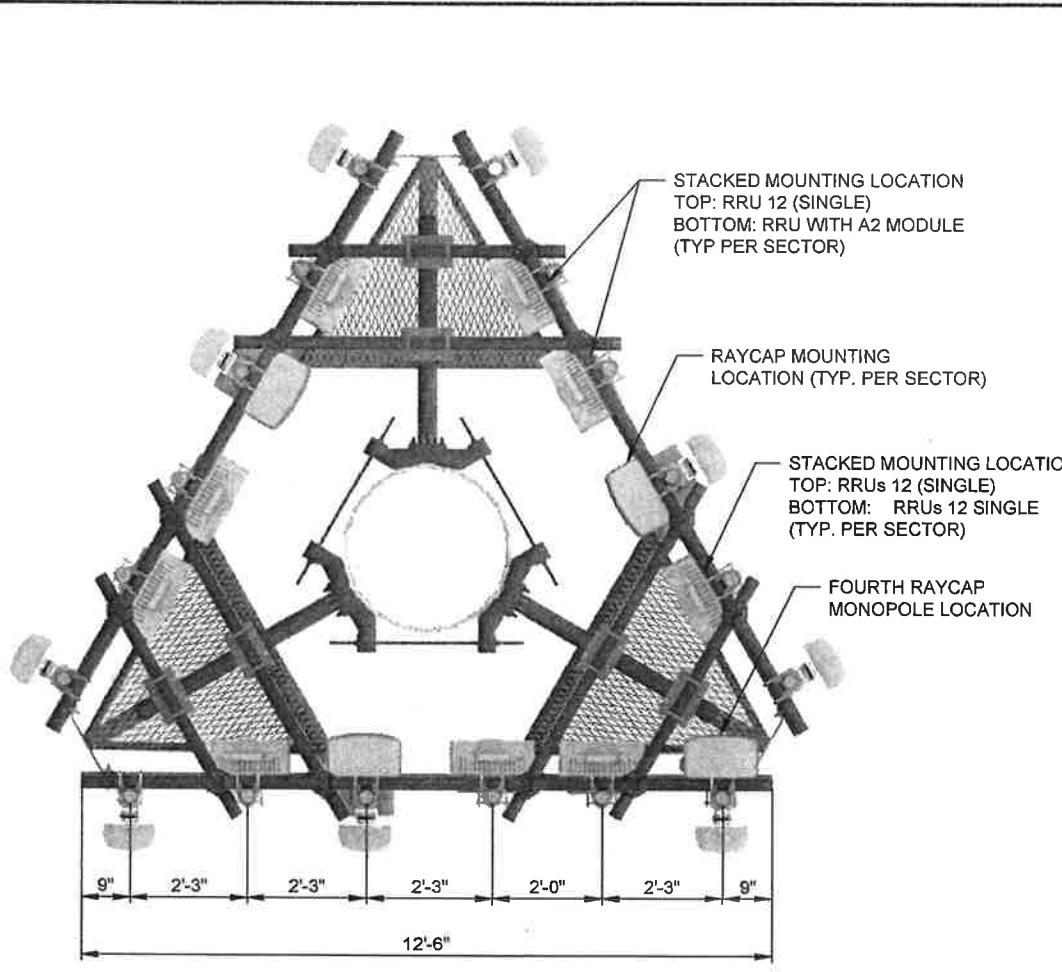 STACKED MOUNTING LOCATION
TOP: RRU 12 (SINGLE)
BOTTOM: RRU WITH A2 MODULE
(TYP PER SECTOR)
RAYCAP MOUNTING
LOCATION (TYP. PER SECTOR)
STACKED MOUNTING LOCATIO
TOP: RRUs 12 (SINGLE)
BOTTOM: RRUs 12 SINGLE
(TYP. PER SECTOR)
FOURTH RAYCAP
MONOPOLE LOCATION
9" 2'-3" 2'-3" 2'-3" 2'-0" 2'-3" 9"
12'-6"